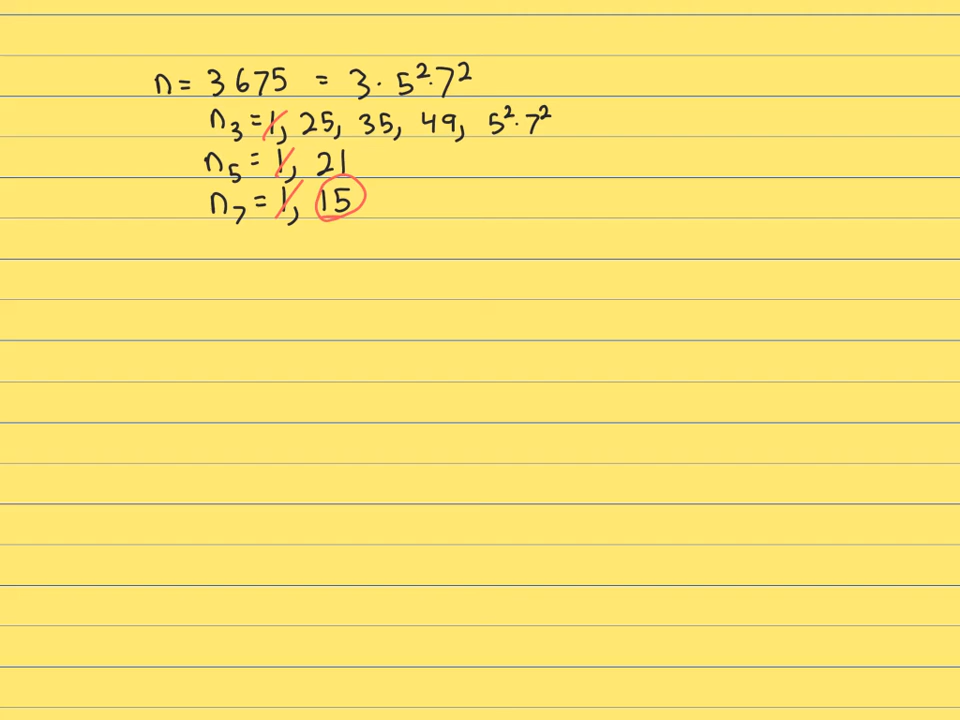 n = 3675 = 3 · 5² · 7²
n₃ = 1, 25, 35, 49, 5² · 7²
n₅ = 1, 21
n₇ = 1, 15